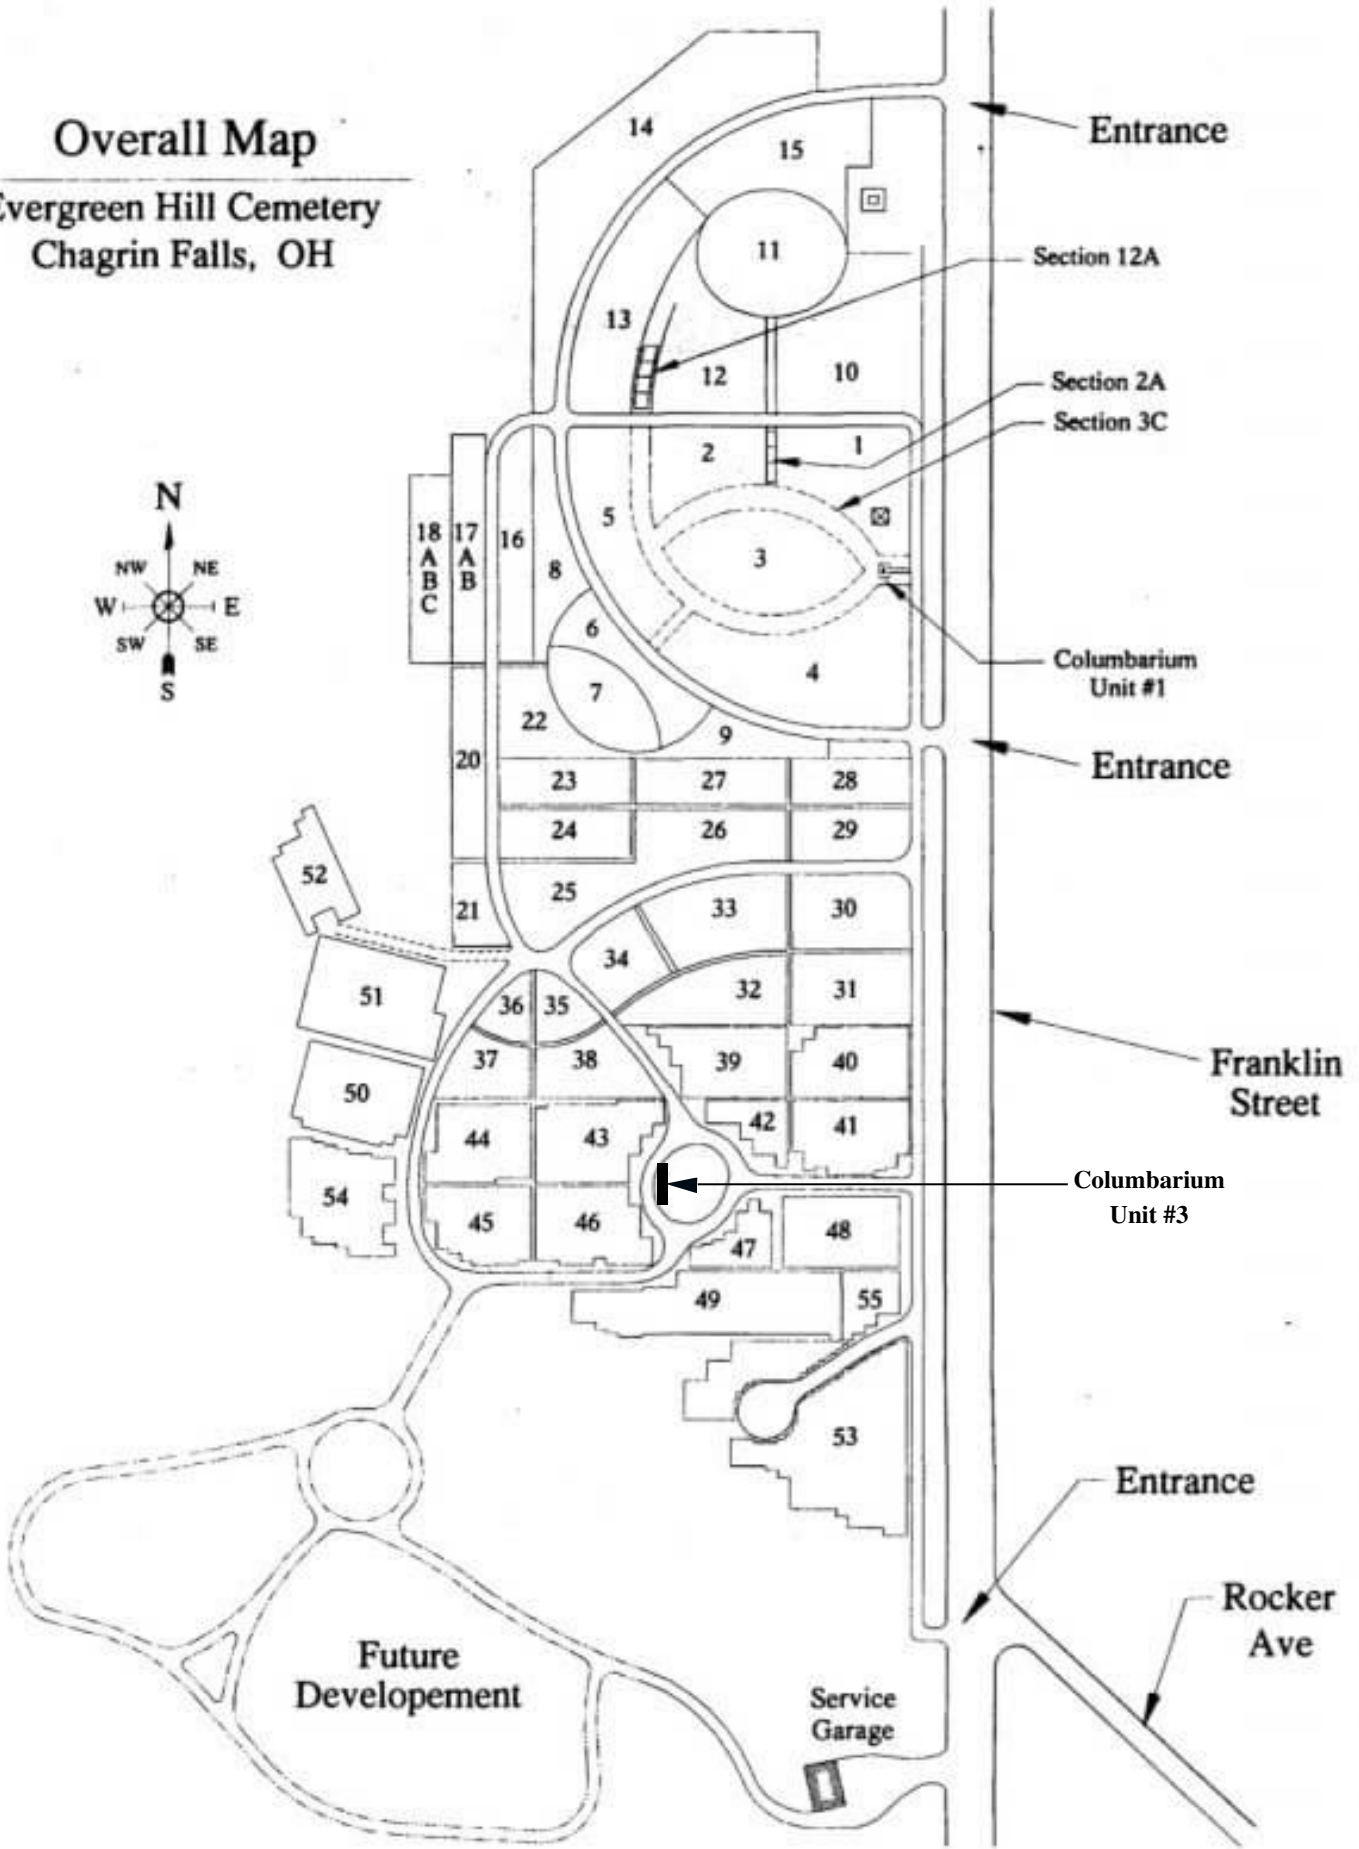 Overall Map
Evergreen Hill Cemetery
Chagrin Falls, OH
Entrance
14
15
11
Section 12A
13
12
10
Section 2A
Section 3C
2
1
N
NW
NE
W
E
SW
SE
S
18
A
B
C
17
A
B
16
5
8
3
6
4
Columbarium
Unit #1
7
22
9
Entrance
20
23
27
28
24
26
29
52
25
21
33
30
34
51
36
35
32
31
Franklin
Street
37
38
39
40
50
44
43
42
41
54
Columbarium
Unit #3
45
46
47
48
49
55
53
Entrance
Rocker
Ave
Future
Developement
Service
Garage